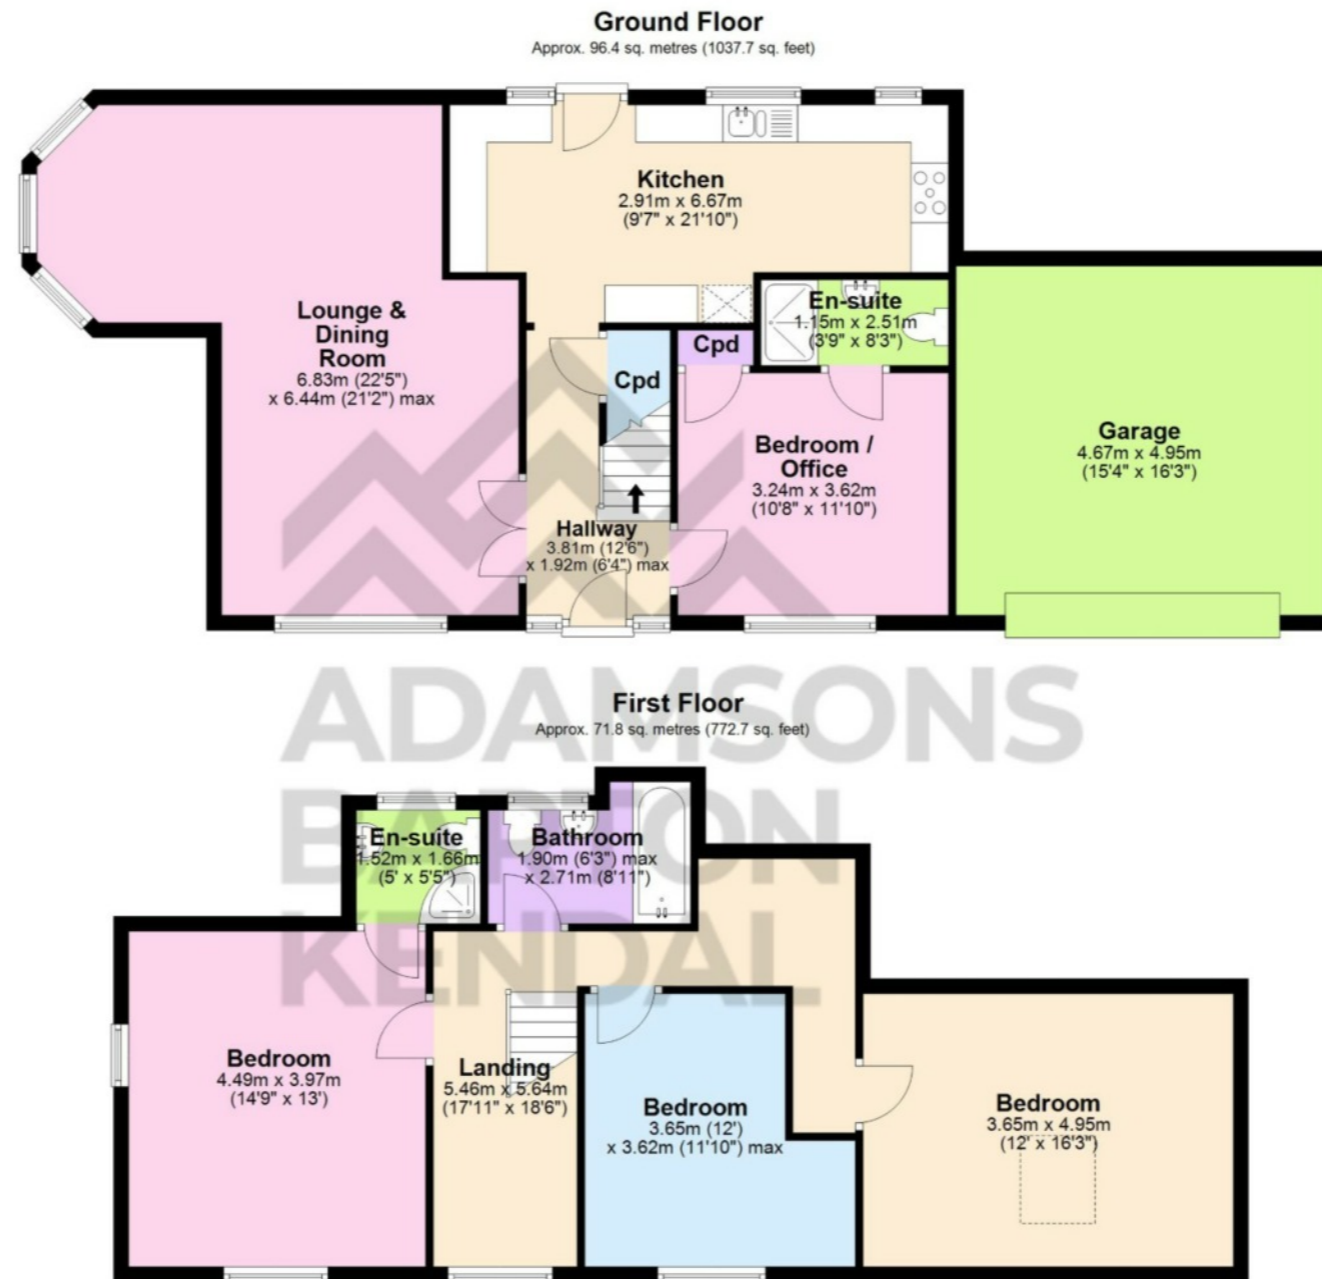 Ground Floor
Approx. 96.4 sq. metres (1037.7 sq. feet)
Kitchen
2.91m x 6.67m
(9'7" x 21'10")
Lounge &
Dining
Room
6.83m (22'5")
x 6.44m (21'2") max
En-suite
1.15m x 2.51m
(3'9" x 8'3")
Cpd
Cpd
Bedroom /
Office
3.24m x 3.62m
(10'8" x 11'10")
Garage
4.67m x 4.95m
(15'4" x 16'3")
Hallway
3.81m (12'6")
x 1.92m (6'4") max
ADAMSONS
BARTON
KENDAL
First Floor
Approx. 71.8 sq. metres (772.7 sq. feet)
En-suite
1.52m x 1.66m
(5' x 5'5")
Bathroom
1.90m (6'3") max
x 2.71m (8'11")
Bedroom
4.49m x 3.97m
(14'9" x 13')
Landing
5.46m x 5.64m
(17'11" x 18'6")
Bedroom
3.65m (12')
x 3.62m (11'10") max
Bedroom
3.65m x 4.95m
(12' x 16'3")